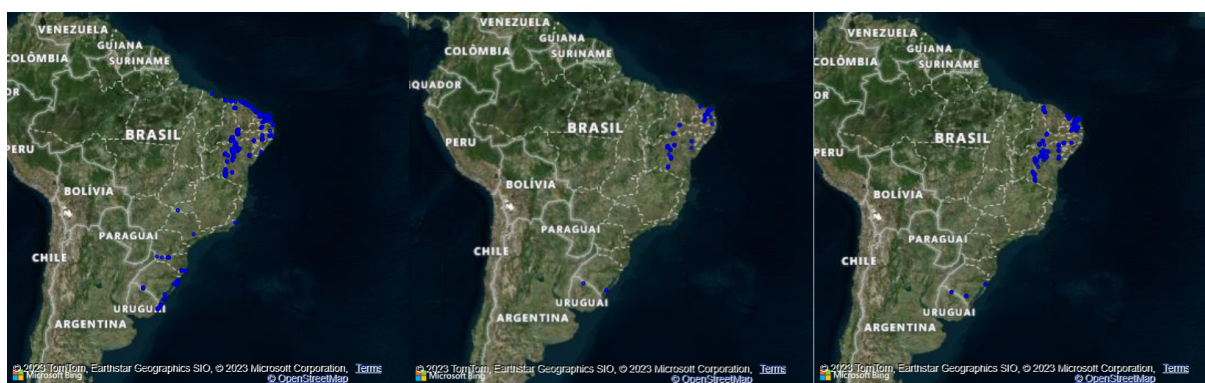 VENEZUELA
GUIANA
COLÔMBIA
SURINAME
OR
BRASIL
PERU
BOLÍVIA
PARAGUAI
CHILE
URUGUAI
ARGENTINA
© 2023 TomTom, Earthstar Geographics SIO, © 2023 Microsoft Corporation, Terms
Microsoft Bing
© OpenStreetMap
VENEZUELA
GUIANA
COLÔMBIA
SURINAME
QUADOR
BRASIL
PERU
BOLÍVIA
PARAGUAI
CHILE
URUGUAI
ARGENTINA
© 2023 TomTom, Earthstar Geographics SIO, © 2023 Microsoft Corporation, Terms
Microsoft Bing
© OpenStreetMap
VENEZUELA
GUIANA
COLÔMBIA
SURINAME
OR
BRASIL
PERU
BOLÍVIA
PARAGUAI
CHILE
URUGUAI
ARGENTINA
© 2023 TomTom, Earthstar Geographics SIO, © 2023 Microsoft Corporation, Terms
Microsoft Bing
© OpenStreetMap